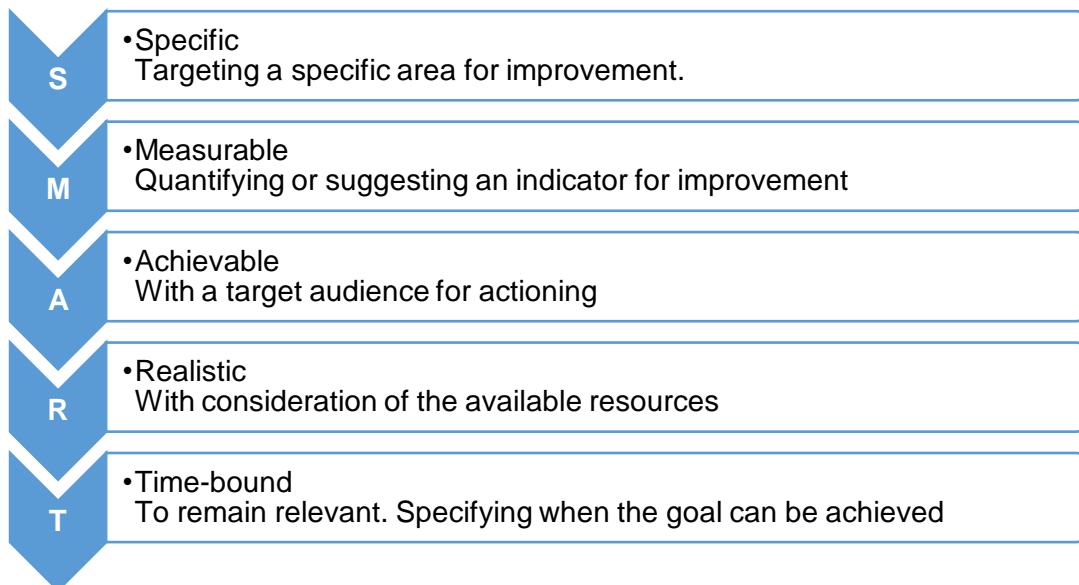 S
•Specific
Targeting a specific area for improvement.
M
•Measurable
Quantifying or suggesting an indicator for improvement
A
•Achievable
With a target audience for actioning
R
•Realistic
With consideration of the available resources
T
•Time-bound
To remain relevant. Specifying when the goal can be achieved